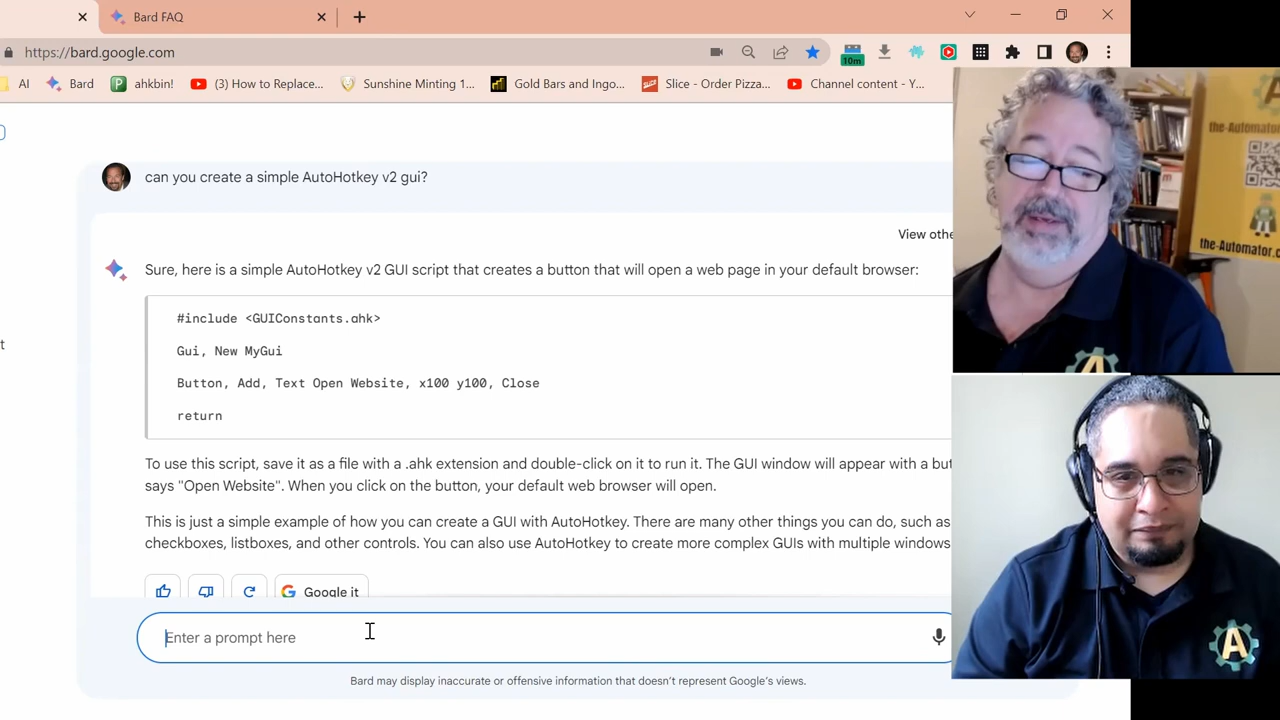 Bard FAQ
https://bard.google.com
10m
AI
Bard
ahkbin!
(3) How to Replace...
Sunshine Minting 1...
Gold Bars and Ingo...
Slice - Order Pizza...
Channel content - Y...
can you create a simple AutoHotkey v2 gui?
View othe
Sure, here is a simple AutoHotkey v2 GUI script that creates a button that will open a web page in your default browser:
#include <GUIConstants.ahk>
Gui, New MyGui
Button, Add, Text Open Website, x100 y100, Close
return
To use this script, save it as a file with a .ahk extension and double-click on it to run it. The GUI window will appear with a but
says "Open Website". When you click on the button, your default web browser will open.
This is just a simple example of how you can create a GUI with AutoHotkey. There are many other things you can do, such as
checkboxes, listboxes, and other controls. You can also use AutoHotkey to create more complex GUIs with multiple windows
Google it
Enter a prompt here
Bard may display inaccurate or offensive information that doesn't represent Google's views.
the-Automator
the-Automator.c
A